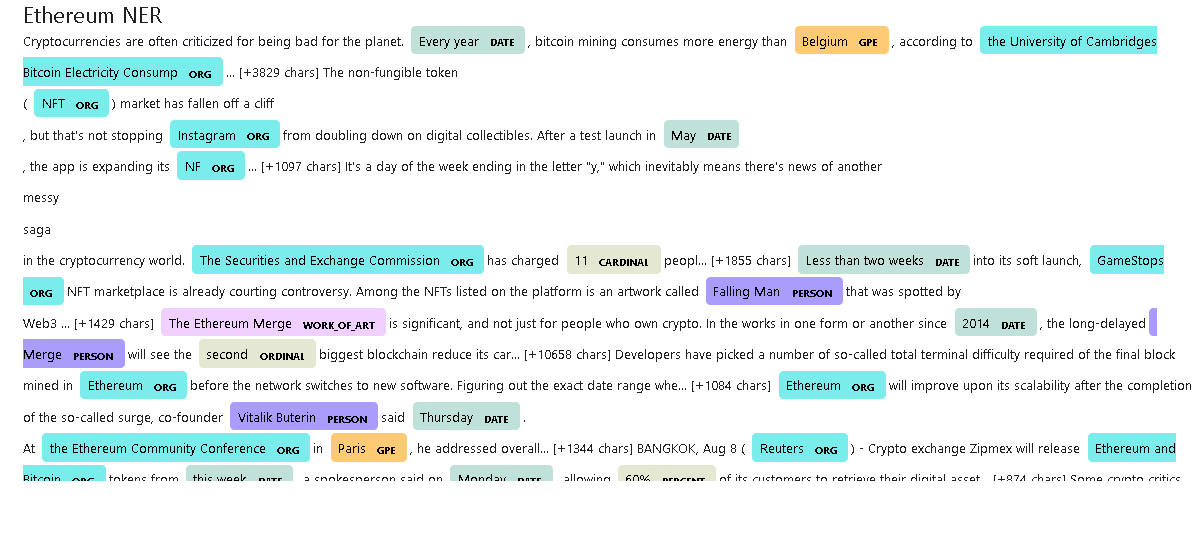 Ethereum NER
Cryptocurrencies are often criticized for being bad for the planet. Every year DATE , bitcoin mining consumes more energy than Belgium GPE , according to the University of Cambridges
Bitcoin Electricity Consump ORG ... [+3829 chars] The non-fungible token
( NFT ORG ) market has fallen off a cliff
, but that's not stopping Instagram ORG from doubling down on digital collectibles. After a test launch in May DATE
, the app is expanding its NF ORG ... [+1097 chars] It's a day of the week ending in the letter "y," which inevitably means there's news of another
messy
saga
in the cryptocurrency world. The Securities and Exchange Commission ORG has charged 11 CARDINAL peopl... [+1855 chars] Less than two weeks DATE into its soft launch, GameStops
ORG NFT marketplace is already courting controversy. Among the NFTs listed on the platform is an artwork called Falling Man PERSON that was spotted by
Web3 ... [+1429 chars] The Ethereum Merge WORK_OF_ART is significant, and not just for people who own crypto. In the works in one form or another since 2014 DATE , the long-delayed
Merge PERSON will see the second ORDINAL biggest blockchain reduce its car... [+10658 chars] Developers have picked a number of so-called total terminal difficulty required of the final block
mined in Ethereum ORG before the network switches to new software. Figuring out the exact date range whe... [+1084 chars] Ethereum ORG will improve upon its scalability after the completion
of the so-called surge, co-founder Vitalik Buterin PERSON said Thursday DATE .
At the Ethereum Community Conference ORG in Paris GPE , he addressed overall... [+1344 chars] BANGKOK, Aug 8 ( Reuters ORG ) - Crypto exchange Zipmex will release Ethereum and
Bitcoin ORG tokens from this week DATE , a spokesperson said on Monday DATE , allowing 60% PERCENT of its customers to retrieve their digital asset... [+874 chars] Some crypto critics